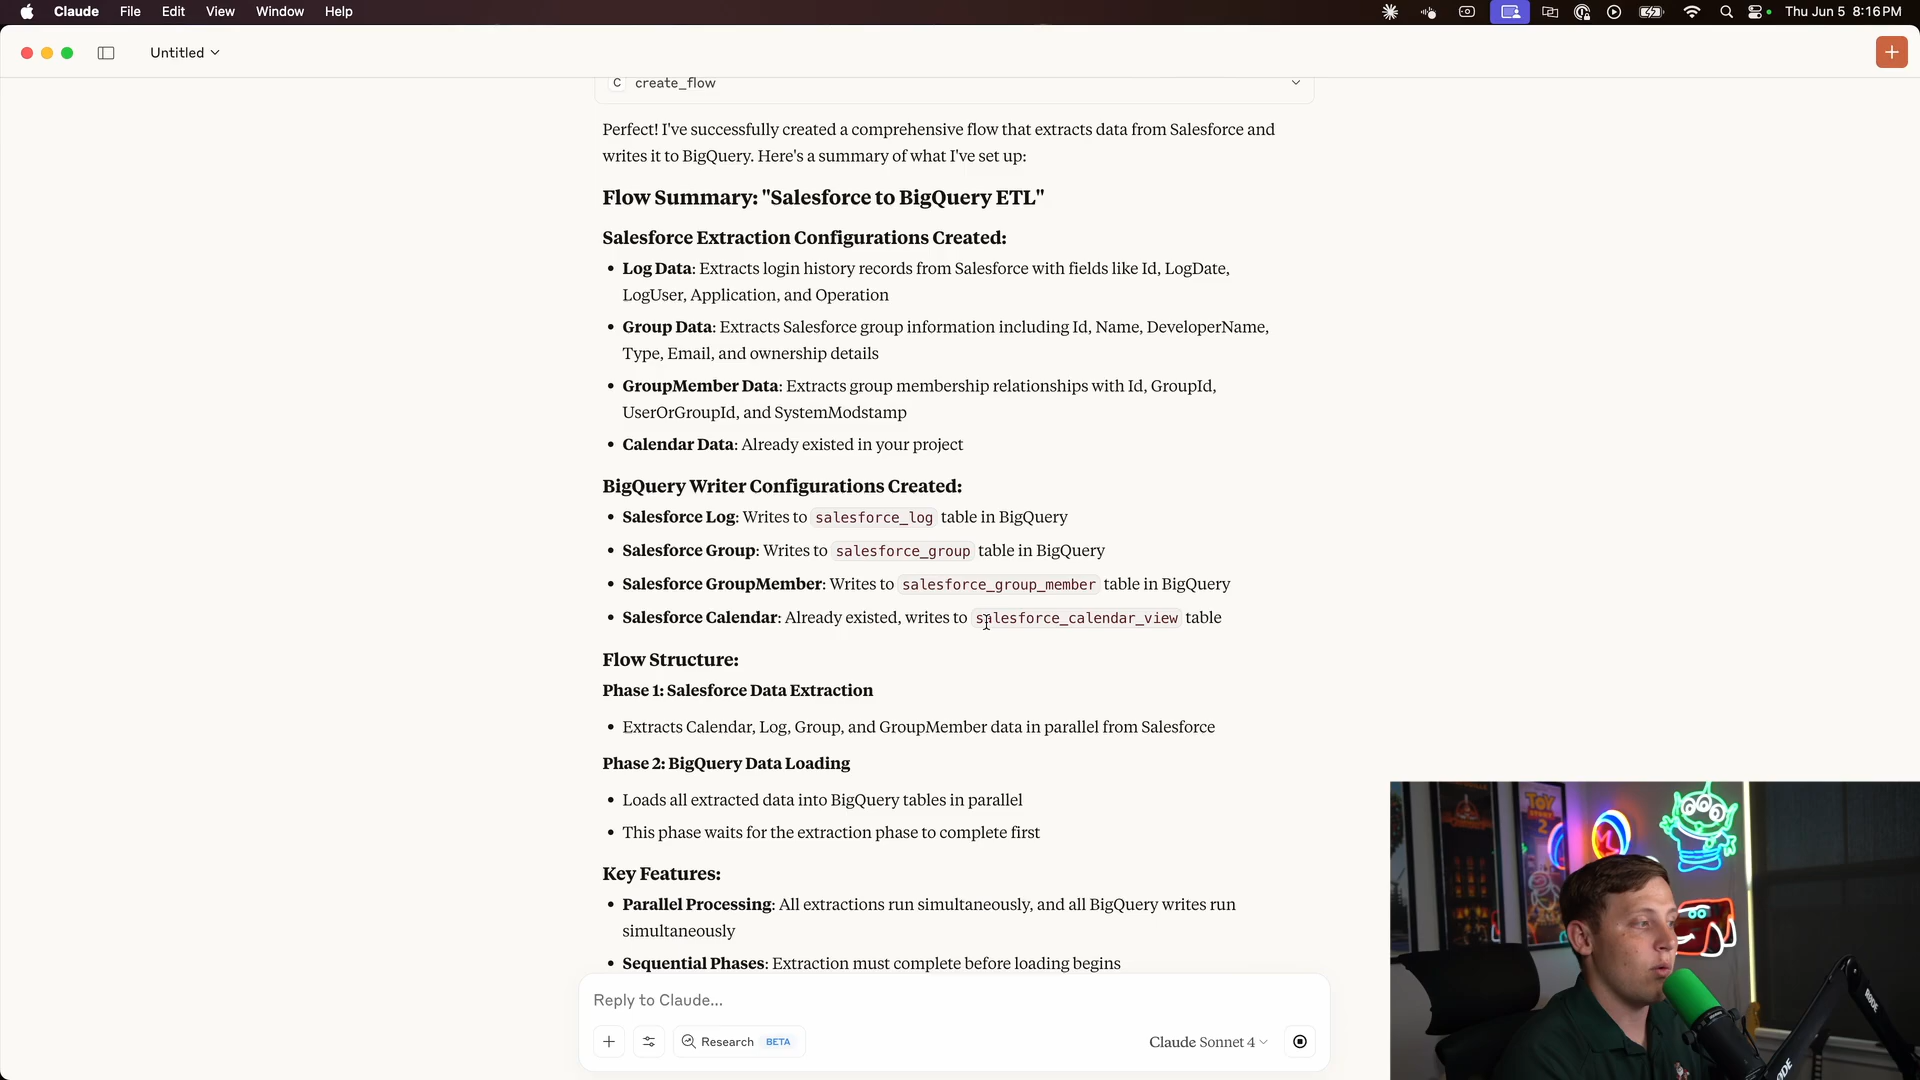 Claude File Edit View Window Help Thu Jun 5 8:16 PM
Untitled
C create_flow
Perfect! I've successfully created a comprehensive flow that extracts data from Salesforce and
writes it to BigQuery. Here's a summary of what I've set up:
Flow Summary: "Salesforce to BigQuery ETL"
Salesforce Extraction Configurations Created:
• Log Data: Extracts login history records from Salesforce with fields like Id, LogDate,
LogUser, Application, and Operation
• Group Data: Extracts Salesforce group information including Id, Name, DeveloperName,
Type, Email, and ownership details
• GroupMember Data: Extracts group membership relationships with Id, GroupId,
UserOrGroupId, and SystemModstamp
• Calendar Data: Already existed in your project
BigQuery Writer Configurations Created:
• Salesforce Log: Writes to salesforce_log table in BigQuery
• Salesforce Group: Writes to salesforce_group table in BigQuery
• Salesforce GroupMember: Writes to salesforce_group_member table in BigQuery
• Salesforce Calendar: Already existed, writes to salesforce_calendar_view table
Flow Structure:
Phase 1: Salesforce Data Extraction
• Extracts Calendar, Log, Group, and GroupMember data in parallel from Salesforce
Phase 2: BigQuery Data Loading
• Loads all extracted data into BigQuery tables in parallel
• This phase waits for the extraction phase to complete first
Key Features:
• Parallel Processing: All extractions run simultaneously, and all BigQuery writes run
simultaneously
• Sequential Phases: Extraction must complete before loading begins
Reply to Claude...
Research BETA Claude Sonnet 4
TOY
STORY
2
RODE